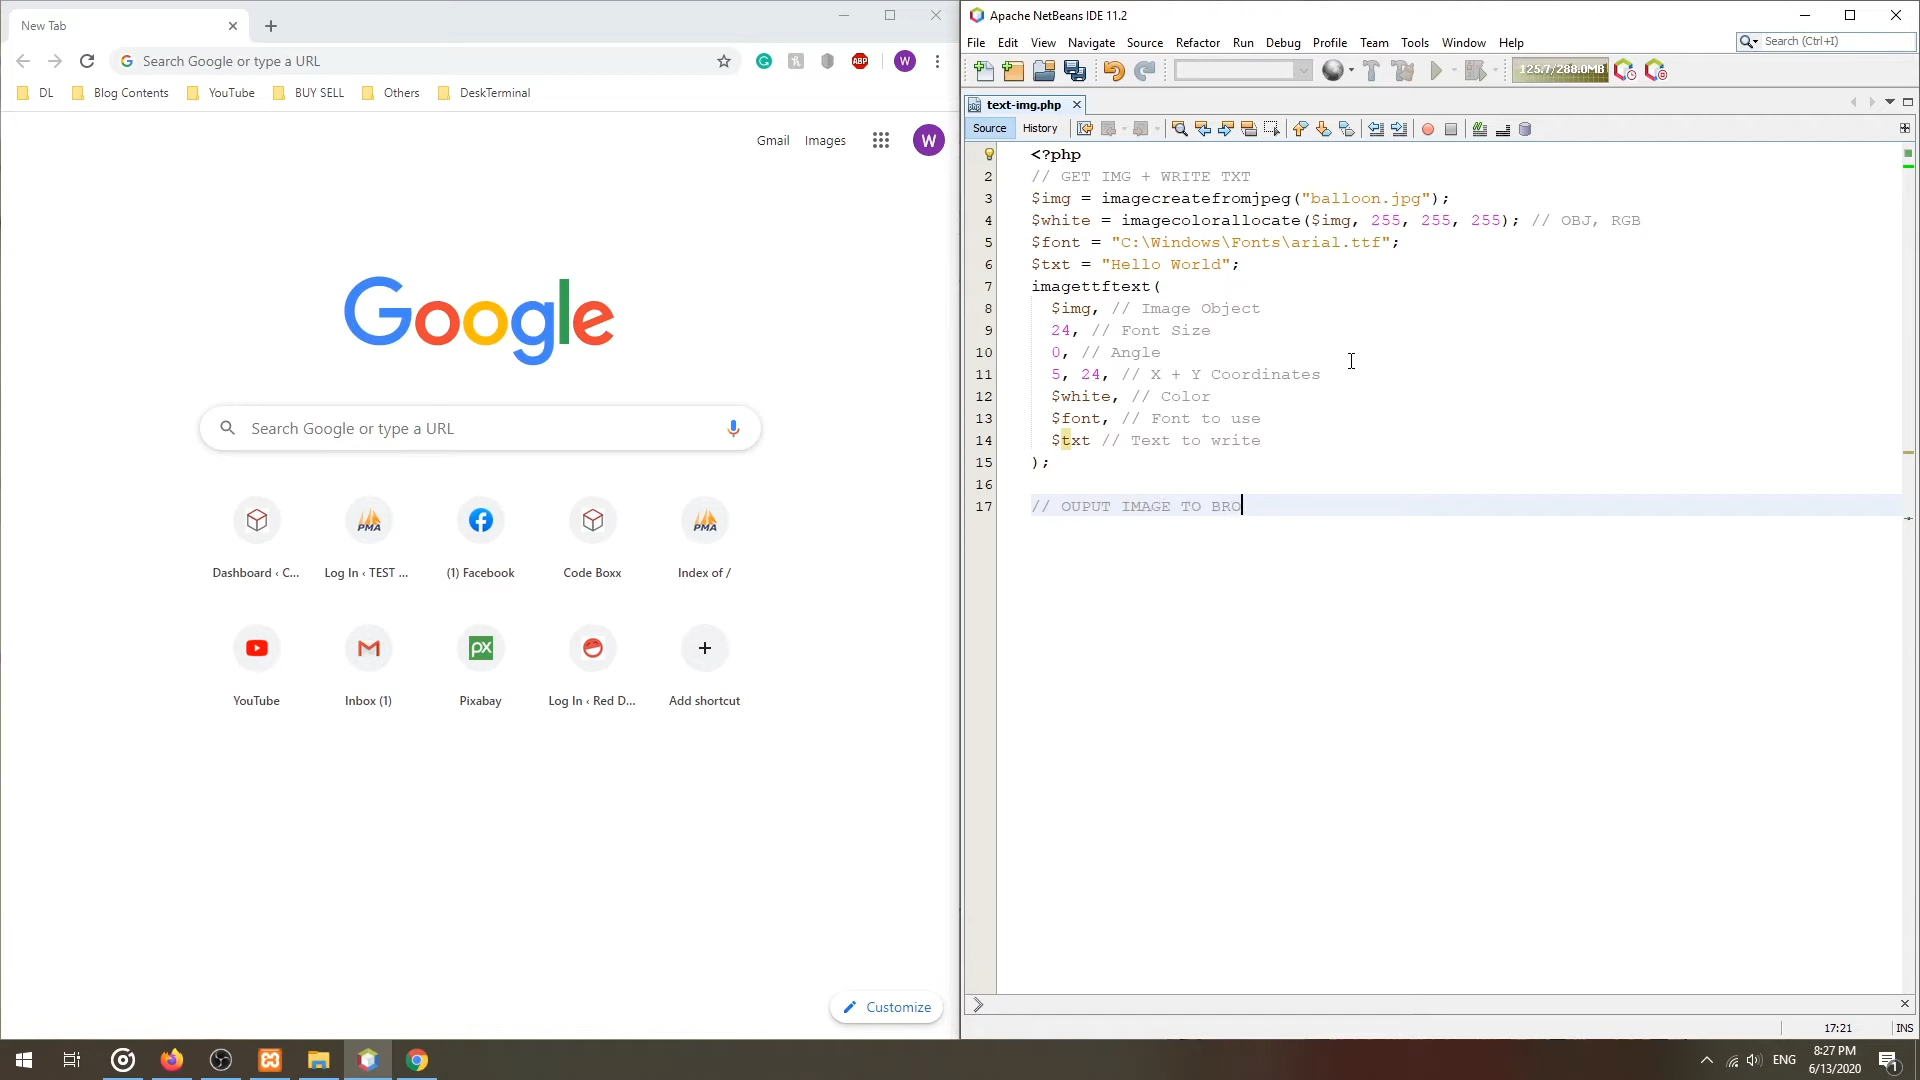 New Tab
Search Google or type a URL
ABP
W
DL
Blog Contents
YouTube
BUY SELL
Others
DeskTerminal
Gmail
Images
W
Google
Search Google or type a URL
PMA
PMA
Dashboard ‹ C...
Log In ‹ TEST ...
(1) Facebook
Code Boxx
Index of /
px
YouTube
Inbox (1)
Pixabay
Log In ‹ Red D...
Add shortcut
Customize
Apache NetBeans IDE 11.2
File Edit View Navigate Source Refactor Run Debug Profile Team Tools Window Help
Search (Ctrl+I)
125.7/288.0MB
text-img.php
Source
History
<?php
2 // GET IMG + WRITE TXT
3 $img = imagecreatefromjpeg("balloon.jpg");
4 $white = imagecolorallocate($img, 255, 255, 255); // OBJ, RGB
5 $font = "C:\Windows\Fonts\arial.ttf";
6 $txt = "Hello World";
7 imagettftext(
8 $img, // Image Object
9 24, // Font Size
10 0, // Angle
11 5, 24, // X + Y Coordinates
12 $white, // Color
13 $font, // Font to use
14 $txt // Text to write
15 );
16
17 // OUPUT IMAGE TO BRO
17:21
INS
ENG
8:27 PM
6/13/2020
1